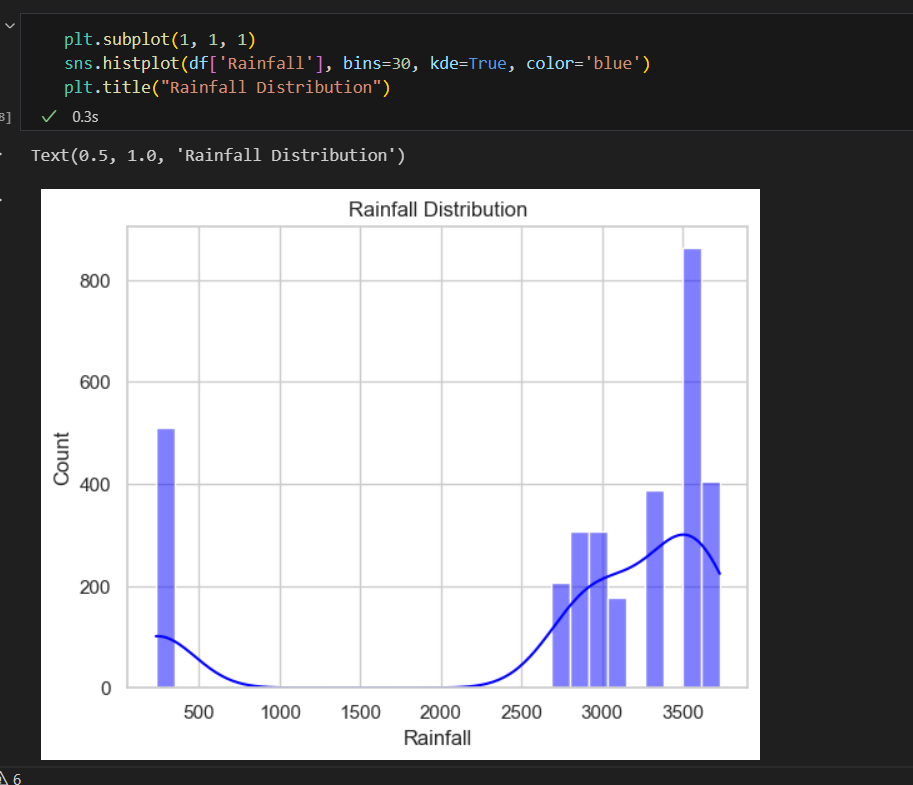 plt.subplot(1, 1, 1)
sns.histplot(df['Rainfall'], bins=30, kde=True, color='blue')
plt.title("Rainfall Distribution")
8]
0.3s
Text(0.5, 1.0, 'Rainfall Distribution')
Rainfall Distribution
800
600
400
200
0
Count
500 1000 1500 2000 2500 3000 3500
Rainfall
6